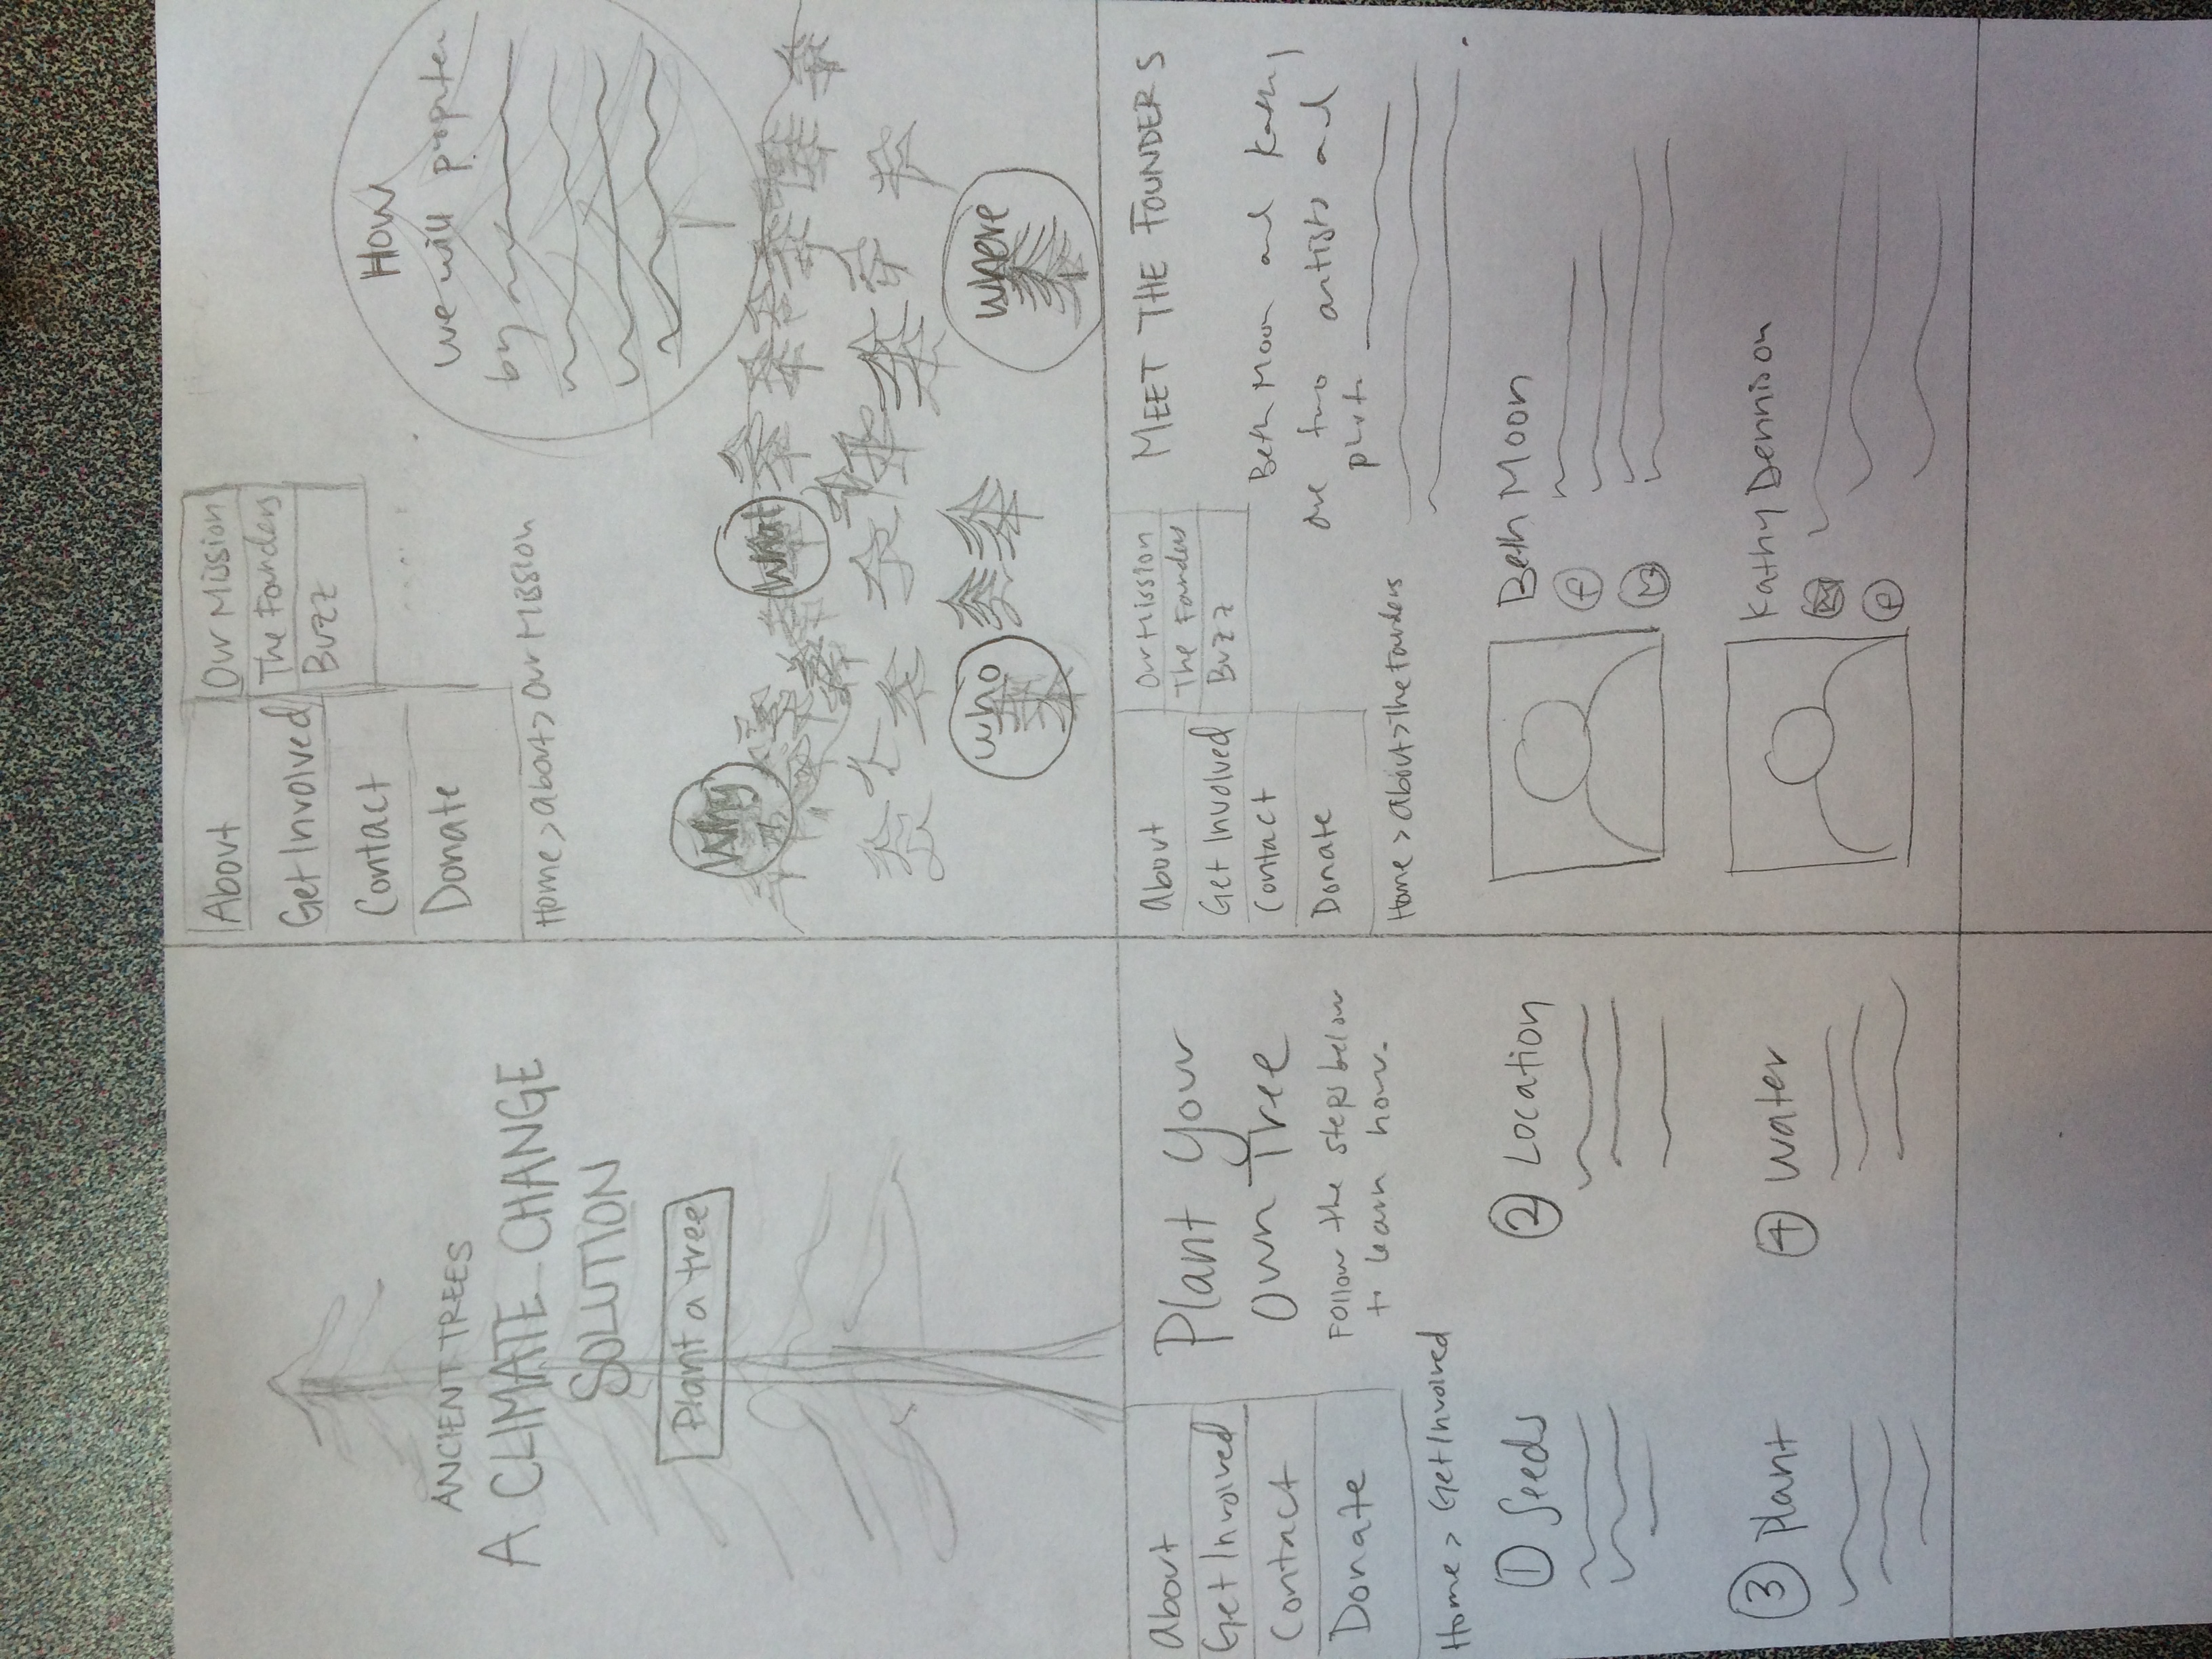 ANCIENT TREES
A CLIMATE CHANGE
SOLUTION
Plant a tree
About
Get Involved
Contact
Donate
Our Mission
The Founders
Buzz
Home > about > Our Mission
How
we will
by
Why
What
who
where
About
Get Involved
Contact
Donate
Home > Get Involved
Plant Your
Own Tree
Follow the steps below
to learn how.
1 Seeds
2 Location
3 Plant
4 Water
About
Get Involved
Contact
Donate
Our Mission
The Founders
Buzz
Home > About > The Founders
MEET THE FOUNDERS
Beth Moon and Kathy
are two artists and
Beth Moon
f
Kathy Dennison
f